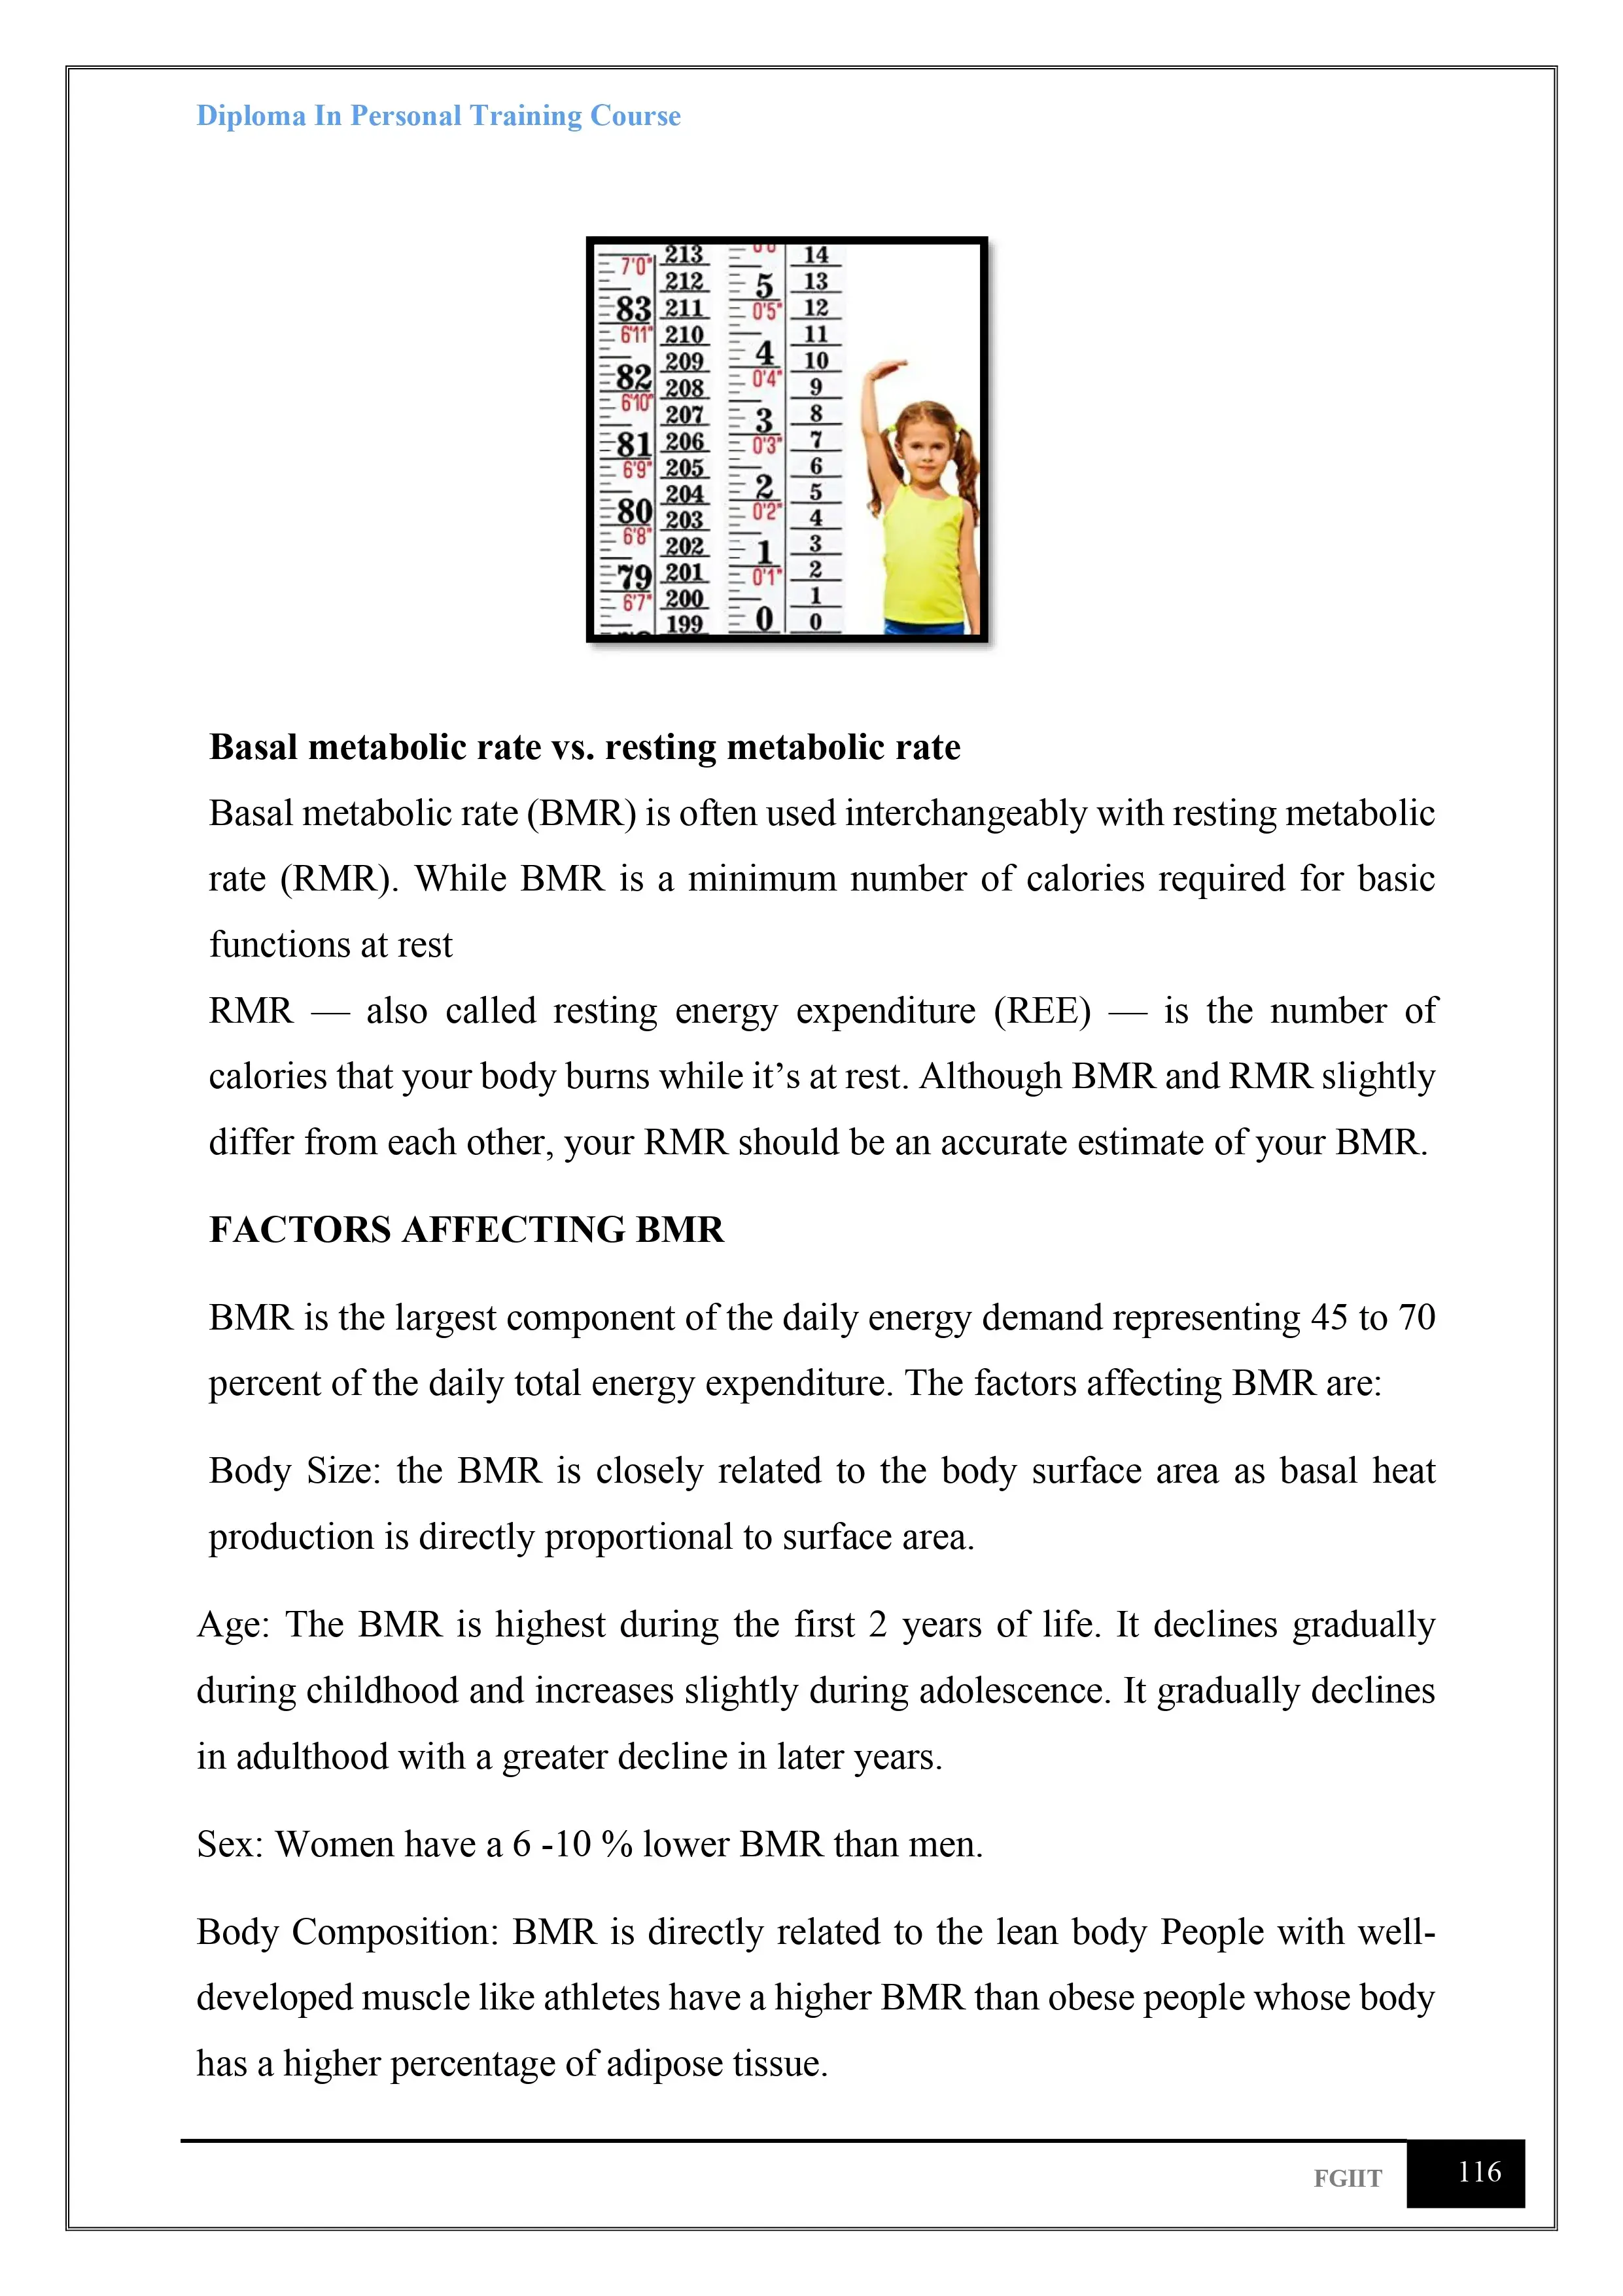 Diploma In Personal Training Course
213
7'0"
212
83
211
6'11"
210
209
82
208
6'10"
207
81
206
6'9"
205
204
80
203
6'8"
202
79
201
6'7"
200
199
14
5
13
0'5"
12
11
4
10
0'4"
9
3
8
0'3"
7
6
2
5
0'2"
4
1
3
0'1"
2
1
0
0
Basal metabolic rate vs. resting metabolic rate
Basal metabolic rate (BMR) is often used interchangeably with resting metabolic
rate (RMR). While BMR is a minimum number of calories required for basic
functions at rest
RMR — also called resting energy expenditure (REE) — is the number of
calories that your body burns while it’s at rest. Although BMR and RMR slightly
differ from each other, your RMR should be an accurate estimate of your BMR.
FACTORS AFFECTING BMR
BMR is the largest component of the daily energy demand representing 45 to 70
percent of the daily total energy expenditure. The factors affecting BMR are:
Body Size: the BMR is closely related to the body surface area as basal heat
production is directly proportional to surface area.
Age: The BMR is highest during the first 2 years of life. It declines gradually
during childhood and increases slightly during adolescence. It gradually declines
in adulthood with a greater decline in later years.
Sex: Women have a 6 -10 % lower BMR than men.
Body Composition: BMR is directly related to the lean body People with well-
developed muscle like athletes have a higher BMR than obese people whose body
has a higher percentage of adipose tissue.
FGIIT 116